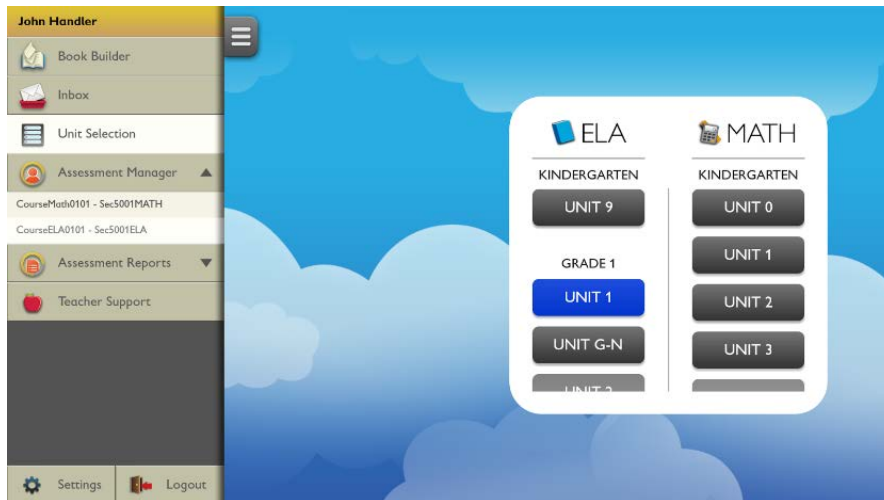 John Handler
Book Builder
Inbox
Unit Selection
Assessment Manager
CourseMath0101 - Sec5001MATH
CourseELA0101 - Sec5001ELA
Assessment Reports
Teacher Support
Settings
Logout
ELA
KINDERGARTEN
UNIT 9
GRADE 1
UNIT 1
UNIT G-N
UNIT 2
MATH
KINDERGARTEN
UNIT 0
UNIT 1
UNIT 2
UNIT 3